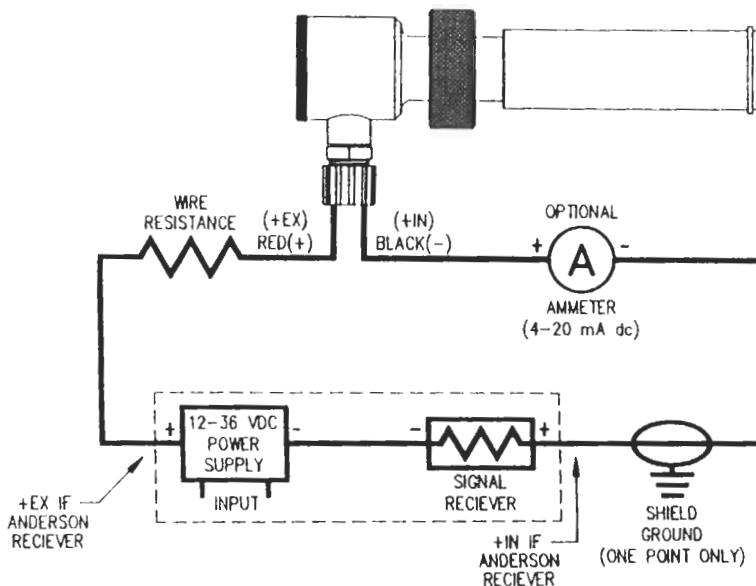 WIRE
RESISTANCE
(+EX)
RED(+)
(+IN)
BLACK(-)
OPTIONAL
+
A
-
AMMETER
(4-20 mA dc)
+
12-36 VDC
POWER
SUPPLY
-
INPUT
-
+
SIGNAL
RECIEVER
+EX IF
ANDERSON
RECIEVER
+IN IF
ANDERSON
RECIEVER
SHIELD
GROUND
(ONE POINT ONLY)